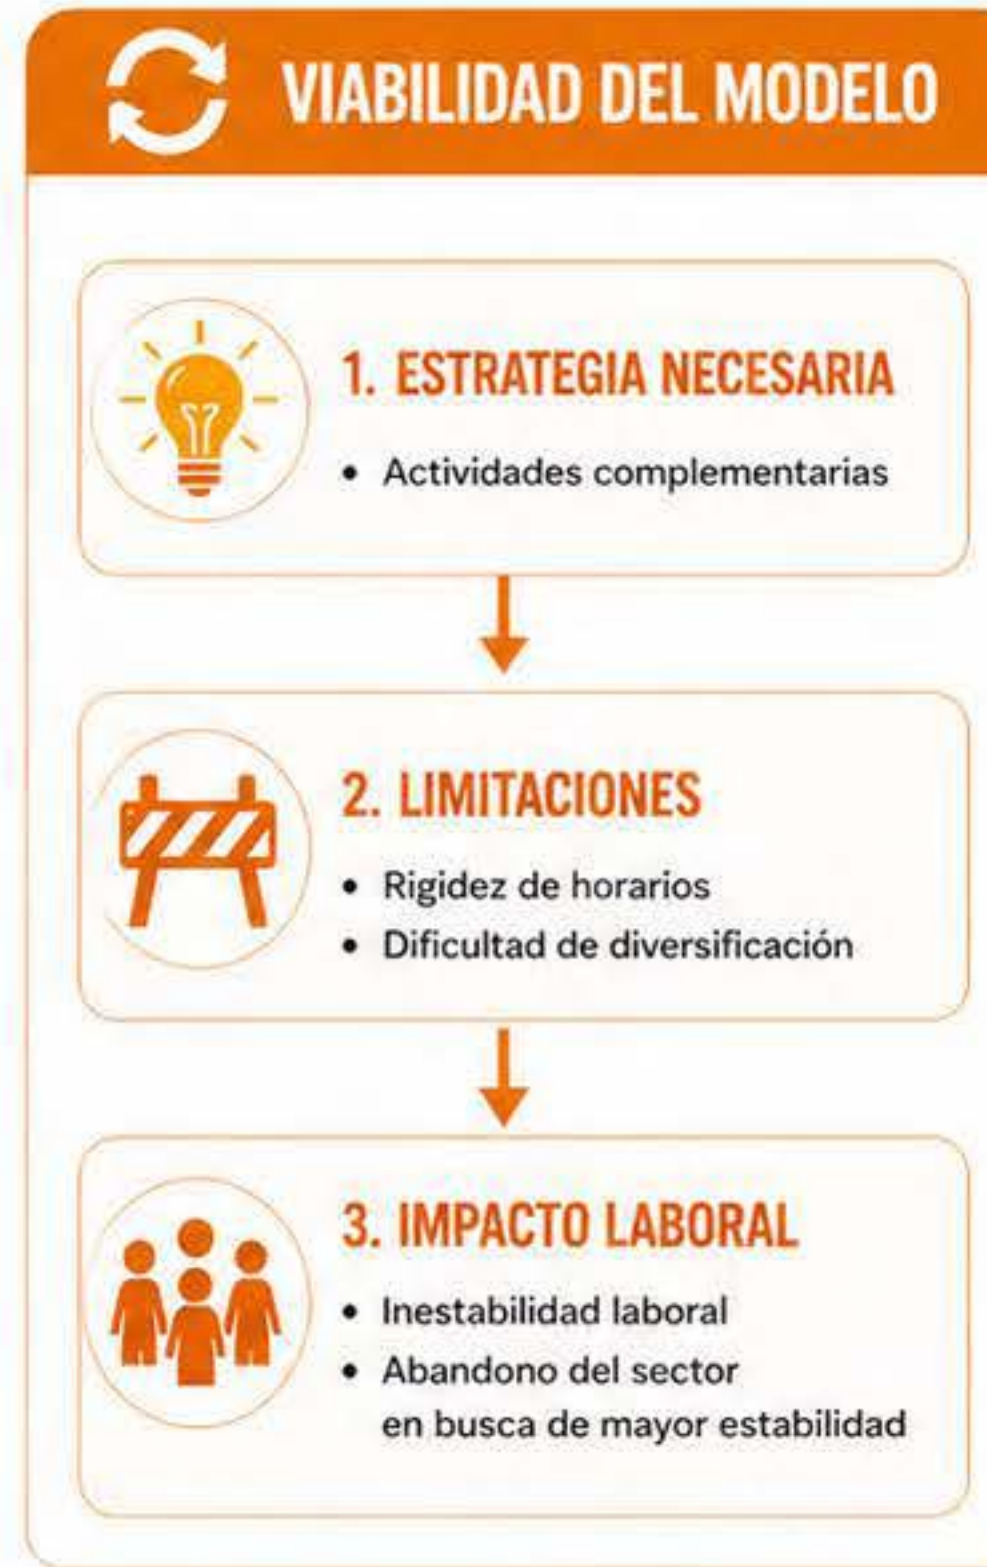 VIABILIDAD DEL MODELO
1. ESTRATEGIA NECESARIA
• Actividades complementarias
2. LIMITACIONES
• Rigidez de horarios
• Dificultad de diversificación
3. IMPACTO LABORAL
• Inestabilidad laboral
• Abandono del sector
en busca de mayor estabilidad